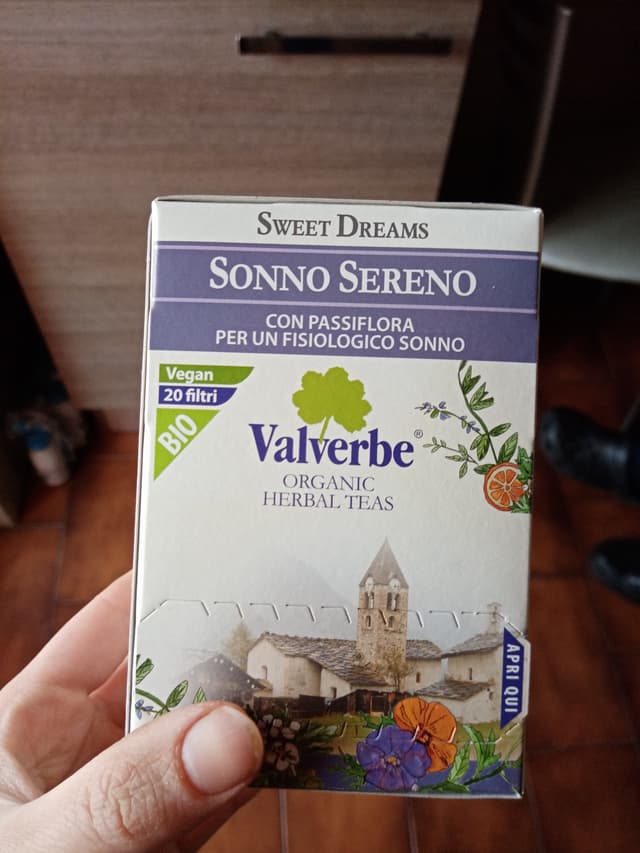 SWEET DREAMS
SONNO SERENO
CON PASSIFLORA
PER UN FISIOLOGICO SONNO
Vegan
20 filtri
BIO
Valverbe®
ORGANIC
HERBAL TEAS
APRI QUI